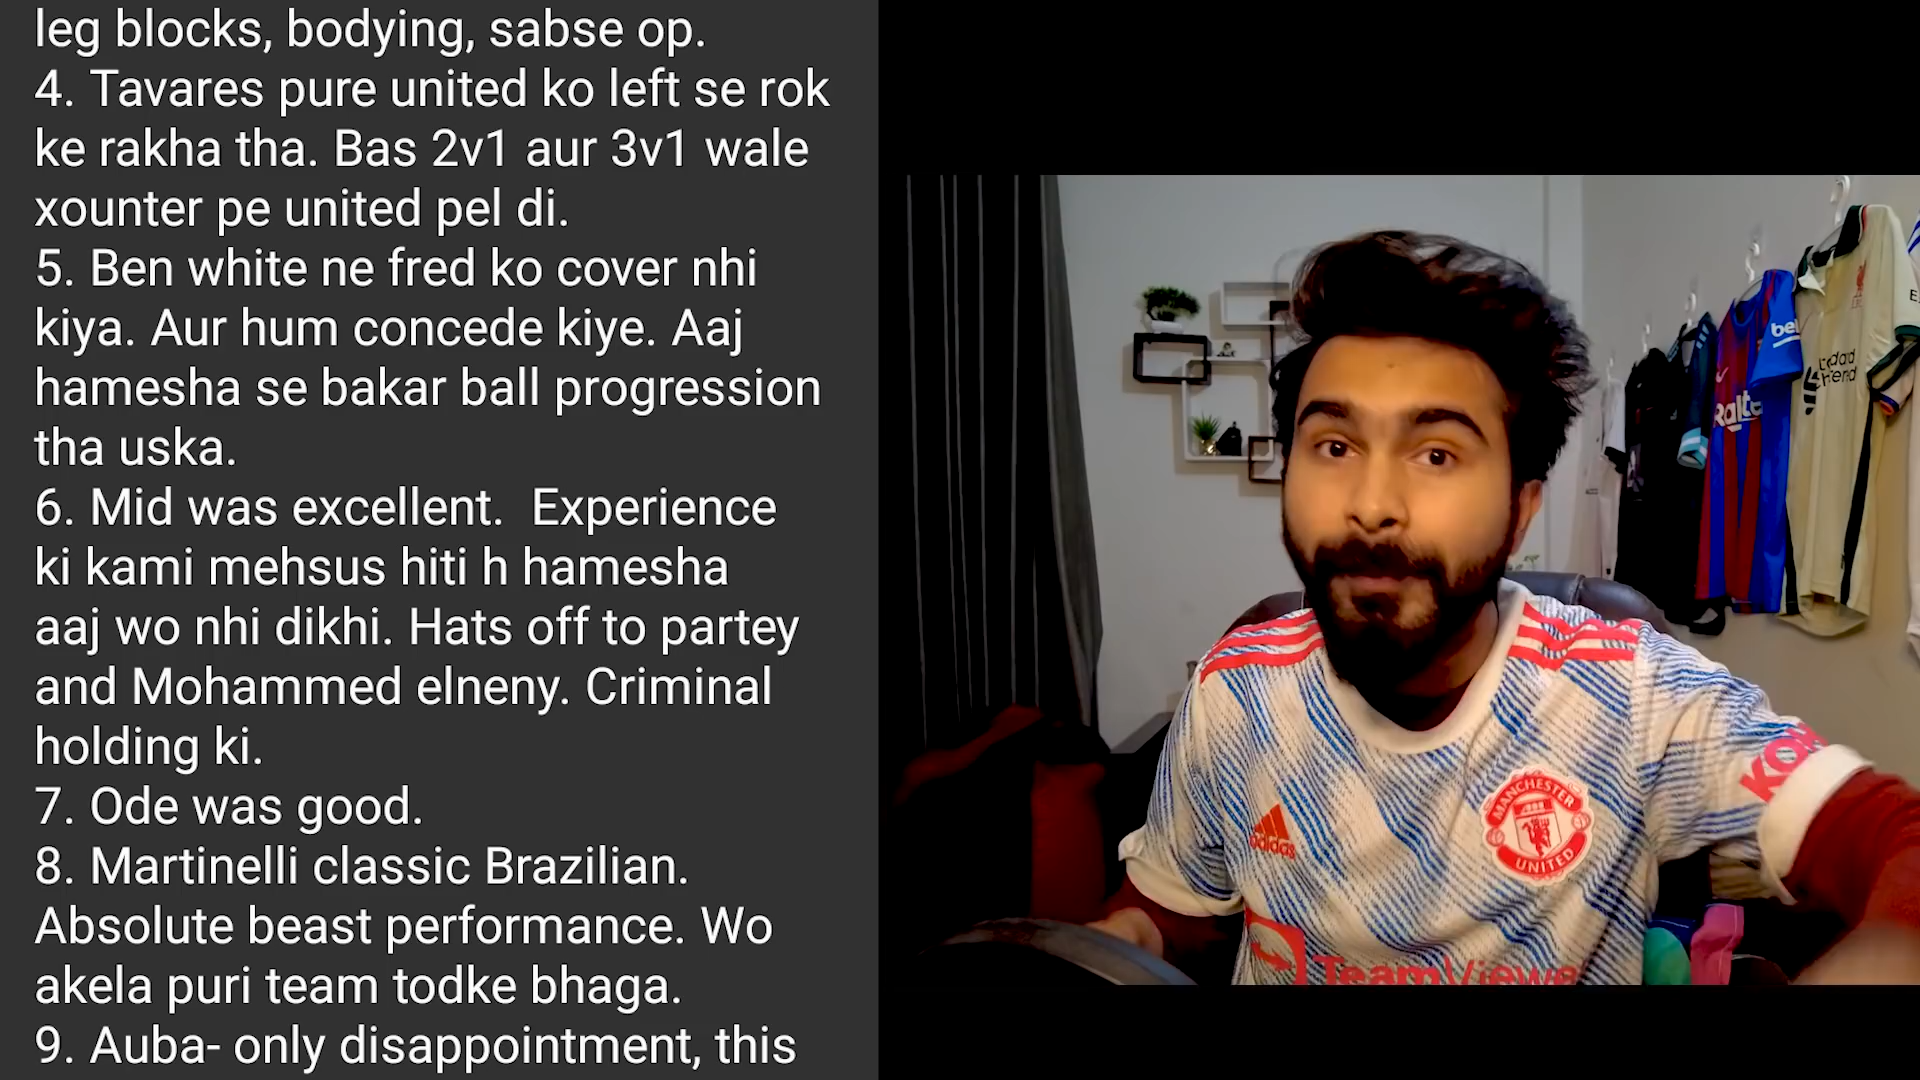 leg blocks, bodying, sabse op.
4. Tavares pure united ko left se rok
ke rakha tha. Bas 2v1 aur 3v1 wale
xounter pe united pel di.
5. Ben white ne fred ko cover nhi
kiya. Aur hum concede kiye. Aaj
hamesha se bakar ball progression
tha uska.
6. Mid was excellent.  Experience
ki kami mehsus hiti h hamesha
aaj wo nhi dikhi. Hats off to partey
and Mohammed elneny. Criminal
holding ki.
7. Ode was good.
8. Martinelli classic Brazilian.
Absolute beast performance. Wo
akela puri team todke bhaga.
9. Auba- only disappointment, this
adidas
MANCHESTER
UNITED
TeamViewe
KOH